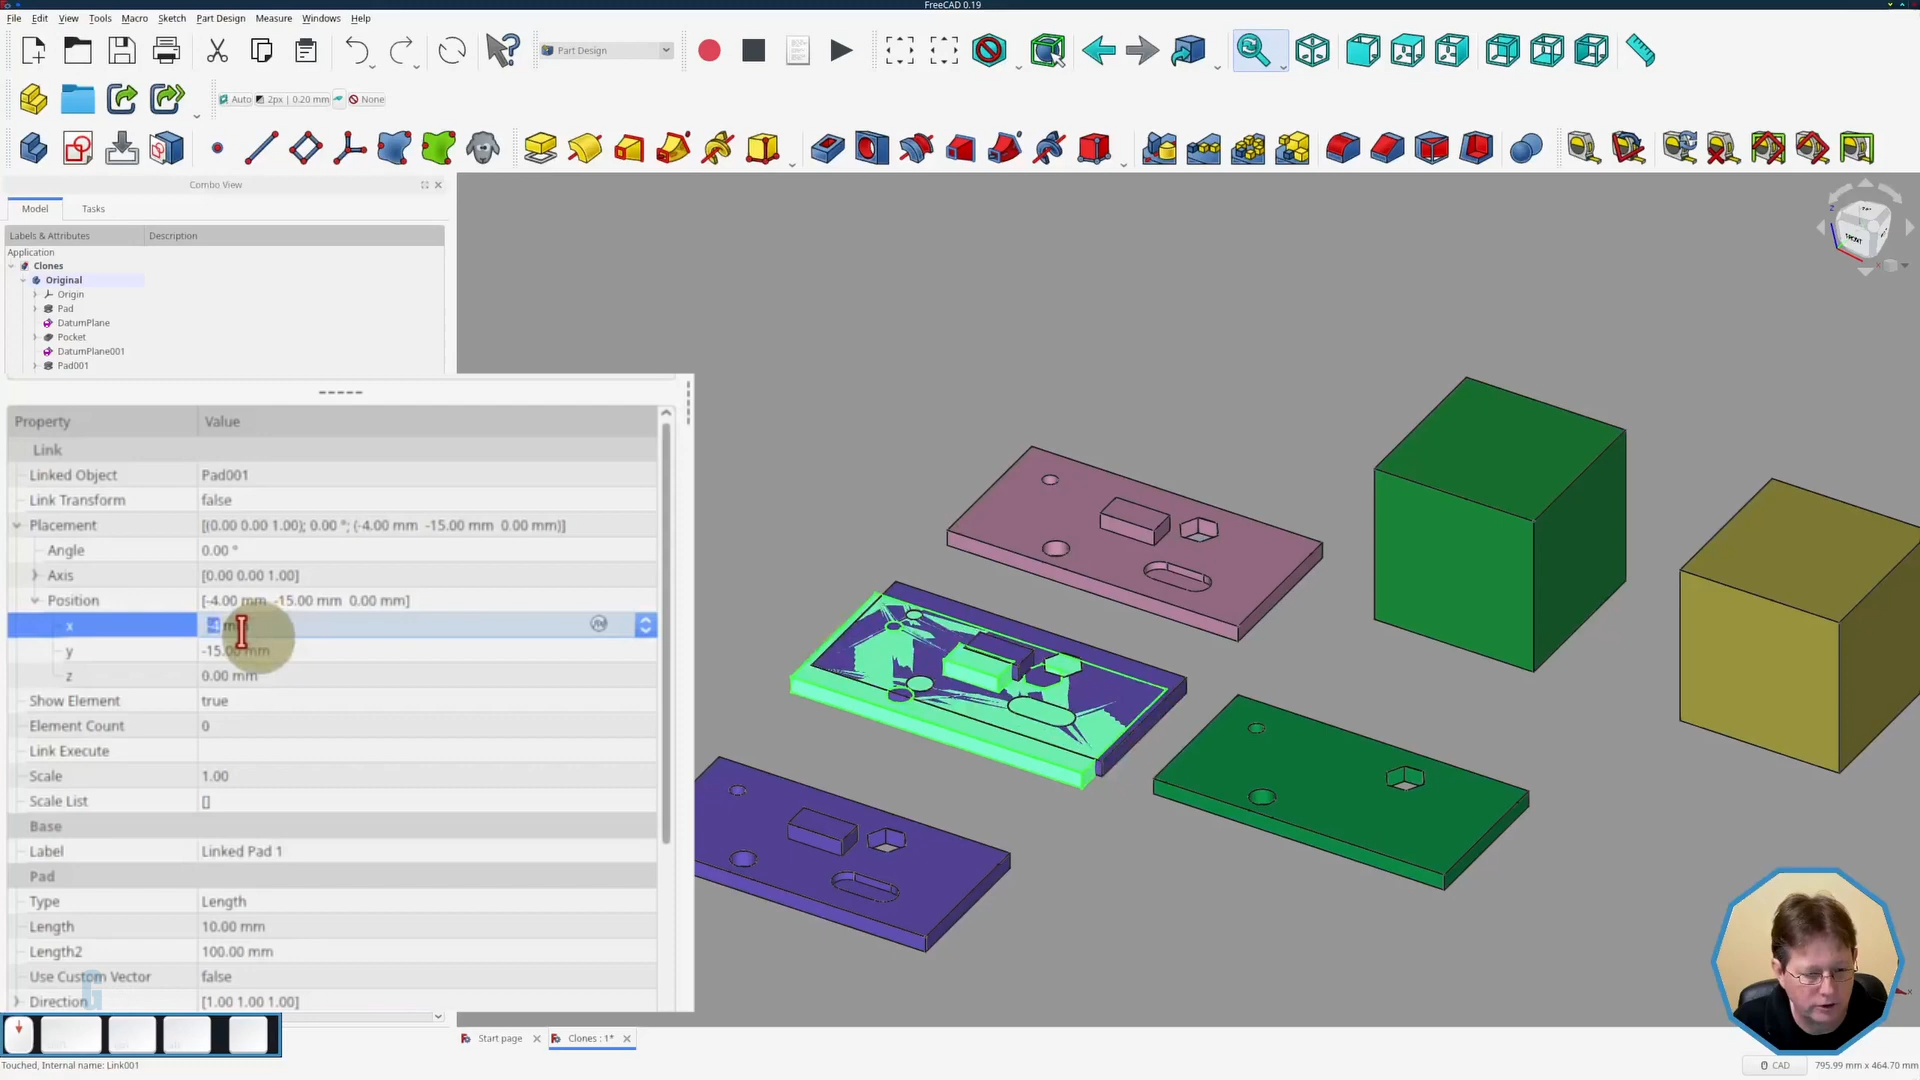 FreeCAD 0.19
File Edit View Tools Macro Sketch Part Design Measure Windows Help
Part Design
Auto 2px | 0.20 mm None
Combo View
Model Tasks
Labels & Attributes Description
Application
Clones
Original
Origin
Pad
DatumPlane
Pocket
DatumPlane001
Pad001
Property Value
Link
Linked Object Pad001
Link Transform false
Placement [(0.00 0.00 1.00); 0.00 °; (-4.00 mm -15.00 mm 0.00 mm)]
Angle 0.00 °
Axis [0.00 0.00 1.00]
Position [-4.00 mm -15.00 mm 0.00 mm]
x -4 mm
y -15.00 mm
z 0.00 mm
Show Element true
Element Count 0
Link Execute
Scale 1.00
Scale List []
Base
Label Linked Pad 1
Pad
Type Length
Length 10.00 mm
Length2 100.00 mm
Use Custom Vector false
Direction [1.00 1.00 1.00]
Start page Clones : 1*
Touched, Internal name: Link001
CAD 795.99 mm x 464.70 mm
FRONT
Z